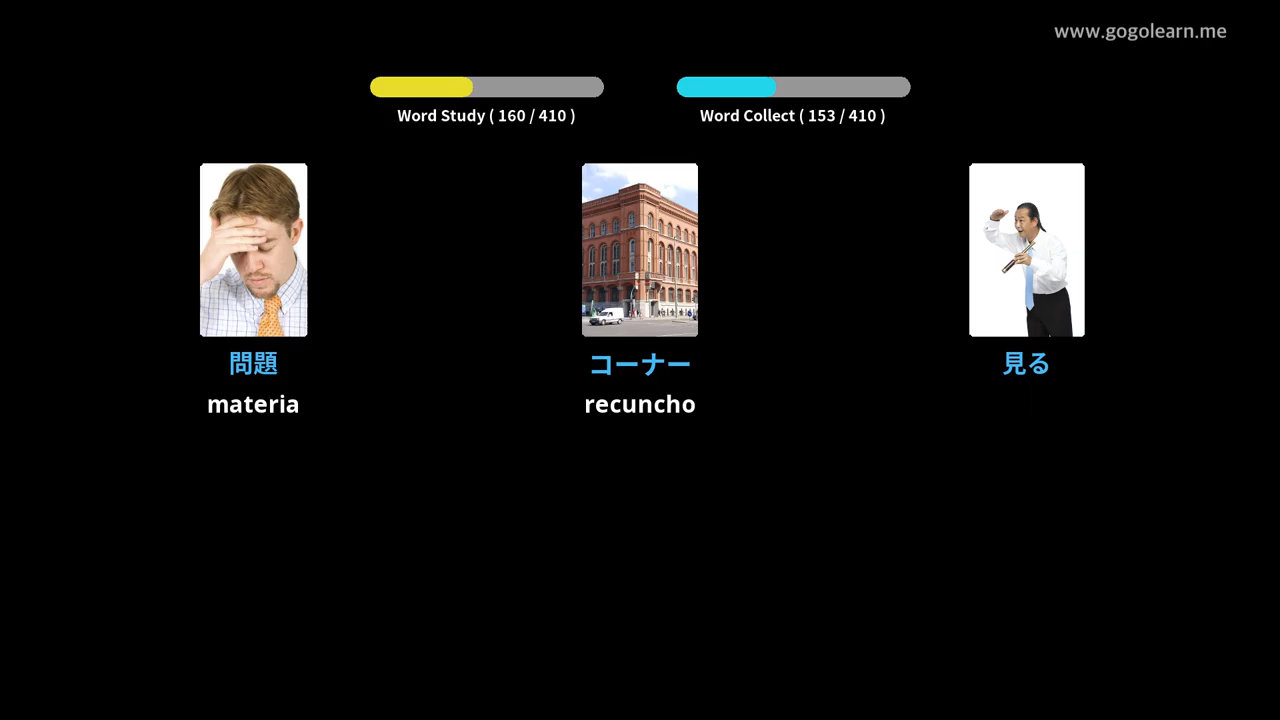 www.gogolearn.me
Word Study ( 160 / 410 )
Word Collect ( 153 / 410 )
問題
コーナー
見る
materia
recuncho